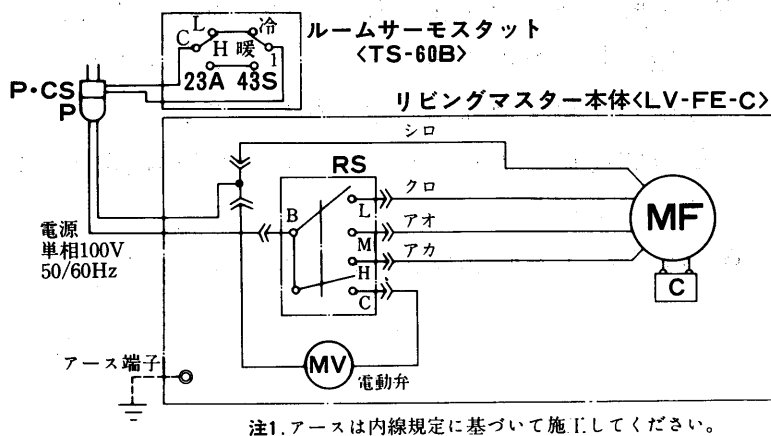 L 冷
C H 暖 1
23A 43S
ルームサーモスタット
〈TS-60B〉
P・CS
P
リビングマスター本体〈LV-FE-C〉
シロ
RS
クロ
B L
アオ
M
アカ
H
C
MF
C
電源
単相100V
50/60Hz
MV
電動弁
アース端子
注1.アースは内線規定に基づいて施工してください。